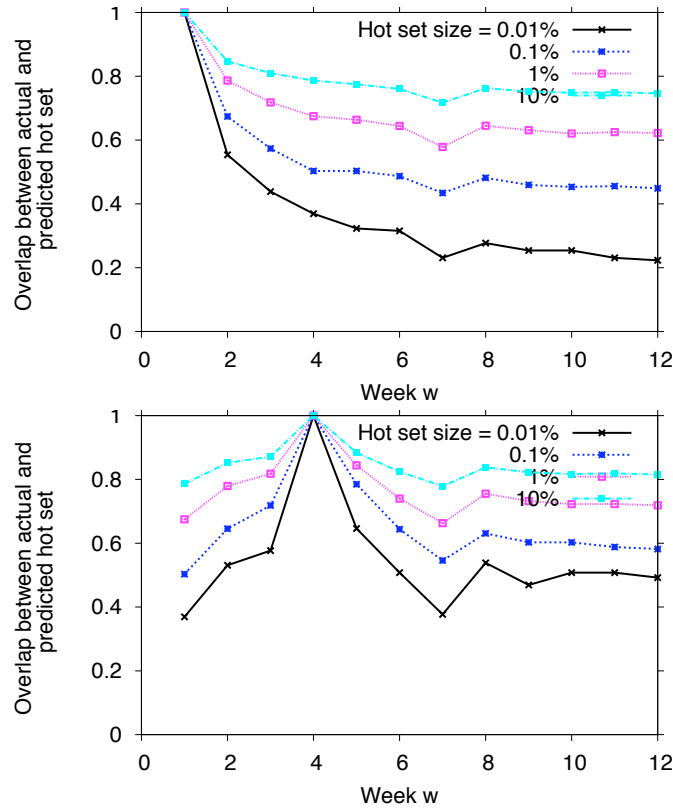 1
0.8
0.6
0.4
0.2
0
0 2 4 6 8 10 12
Overlap between actual and
predicted hot set
Week w
Hot set size = 0.01%
0.1%
1%
10%
1
0.8
0.6
0.4
0.2
0
0 2 4 6 8 10 12
Overlap between actual and
predicted hot set
Week w
Hot set size = 0.01%
0.1%
1%
10%